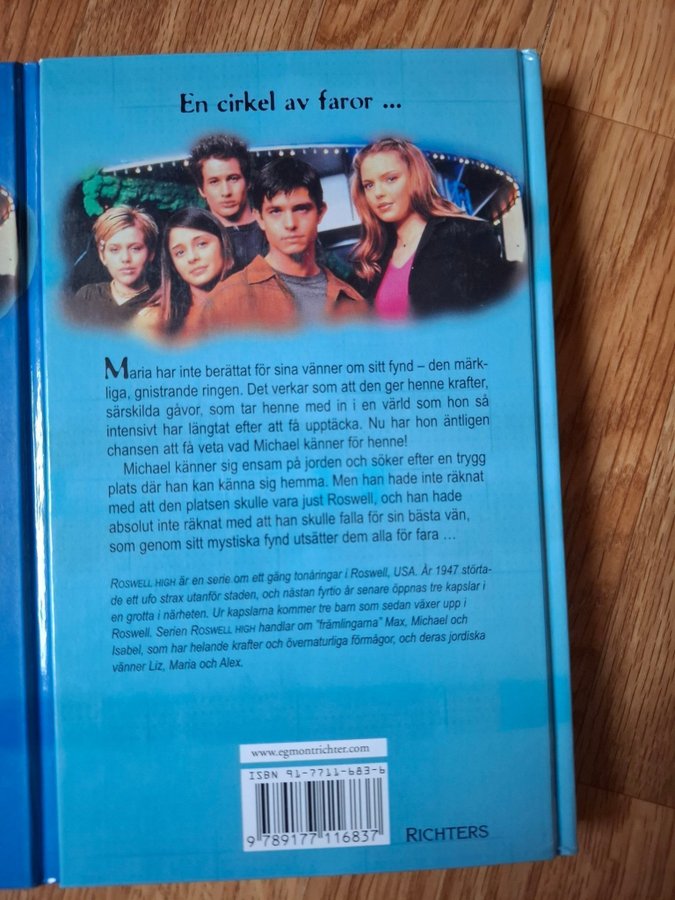 En cirkel av faror ...
Maria har inte berättat för sina vänner om sitt fynd – den märk-
liga, gnistrande ringen. Det verkar som att den ger henne krafter,
särskilda gåvor, som tar henne med in i en värld som hon så
intensivt har längtat efter att få upptäcka. Nu har hon äntligen
chansen att få veta vad Michael känner för henne!
Michael känner sig ensam på jorden och söker efter en trygg
plats där han kan känna sig hemma. Men han hade inte räknat
med att den platsen skulle vara just Roswell, och han hade
absolut inte räknat med att han skulle falla för sin bästa vän,
som genom sitt mystiska fynd utsätter dem alla för fara ...
ROSWELL HIGH är en serie om ett gäng tonåringar i Roswell, USA. År 1947 störta-
de ett ufo strax utanför staden, och nästan fyrtio år senare öppnas tre kapslar i
en grotta i närheten. Ur kapslarna kommer tre barn som sedan växer upp i
Roswell. Serien ROSWELL HIGH handlar om "främlingarna" Max, Michael och
Isabel, som har helande krafter och övernaturliga förmågor, och deras jordiska
vänner Liz, Maria och Alex.
www.egmontrichter.com
ISBN 91-7711-683-6
9 789177 116837
RICHTERS